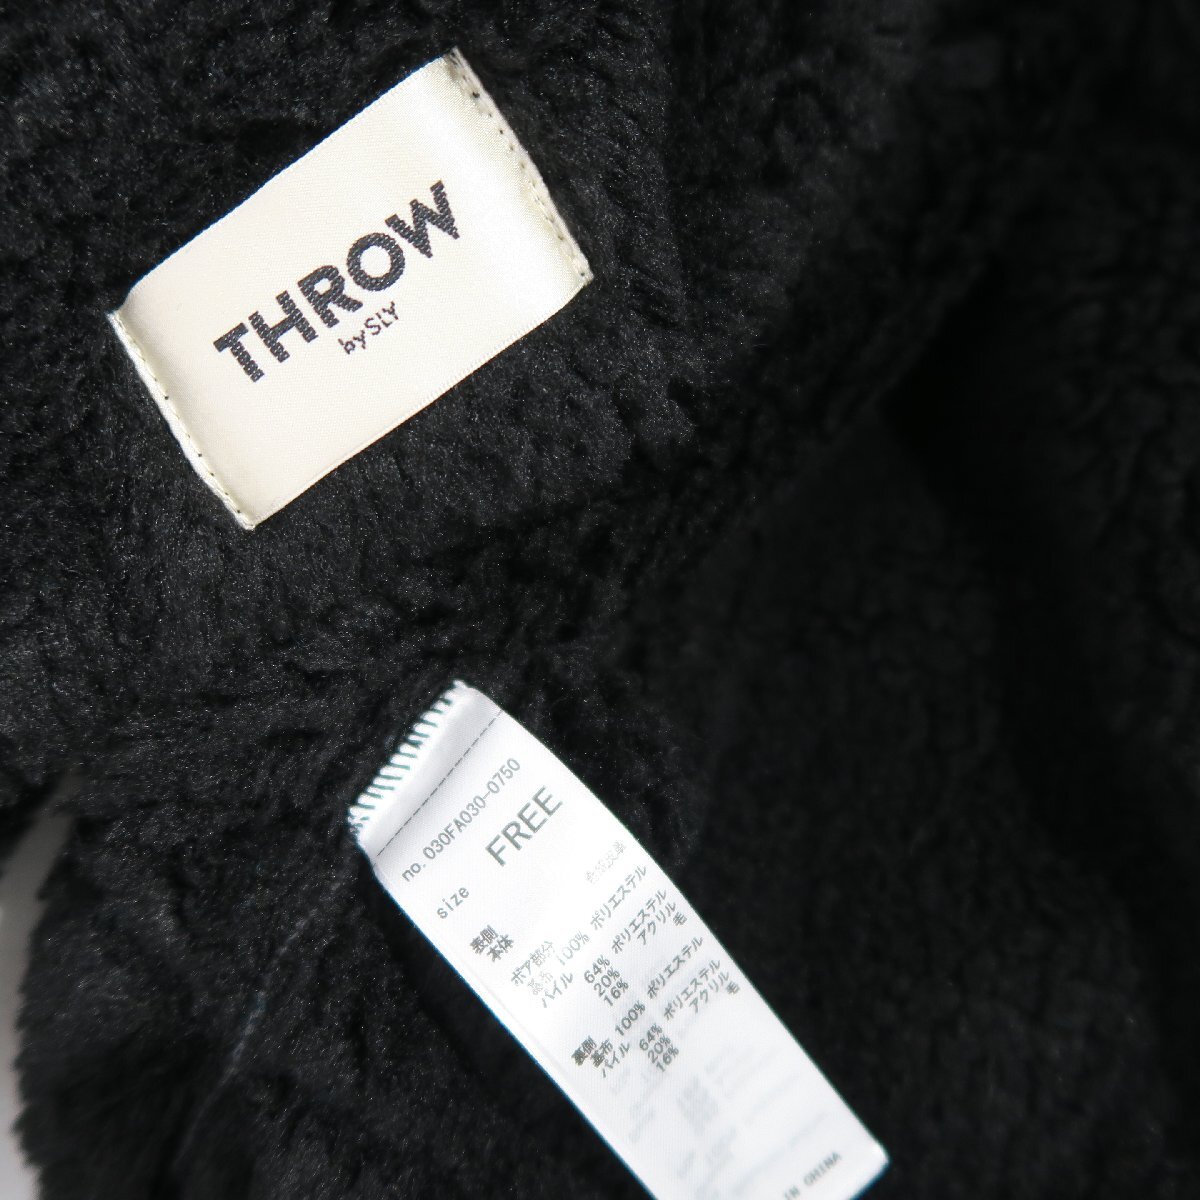 THROW
by SLY
no. 030FA030-0750
size FREE
表側
本体
ボア部分
基布 100% ポリエステル
パイル 64% ポリエステル
20% アクリル
16% 毛
裏側
基布 100% ポリエステル
パイル 64% ポリエステル
20% アクリル
16% 毛
IN CHINA